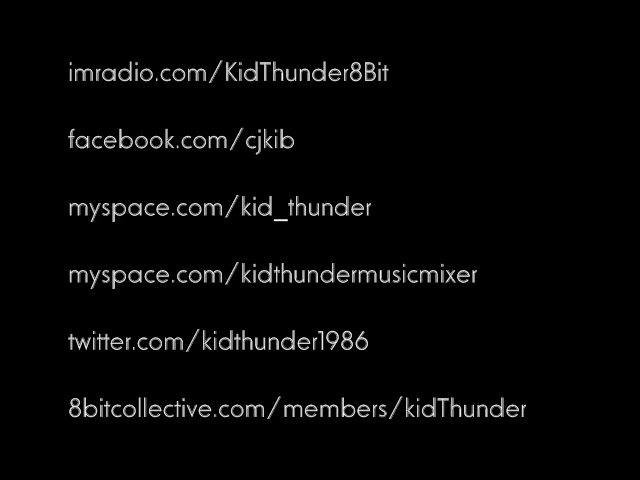 imradio.com/KidThunder8Bit
facebook.com/cjkib
myspace.com/kid_thunder
myspace.com/kidthundermusicmixer
twitter.com/kidthunder1986
8bitcollective.com/members/kidThunder